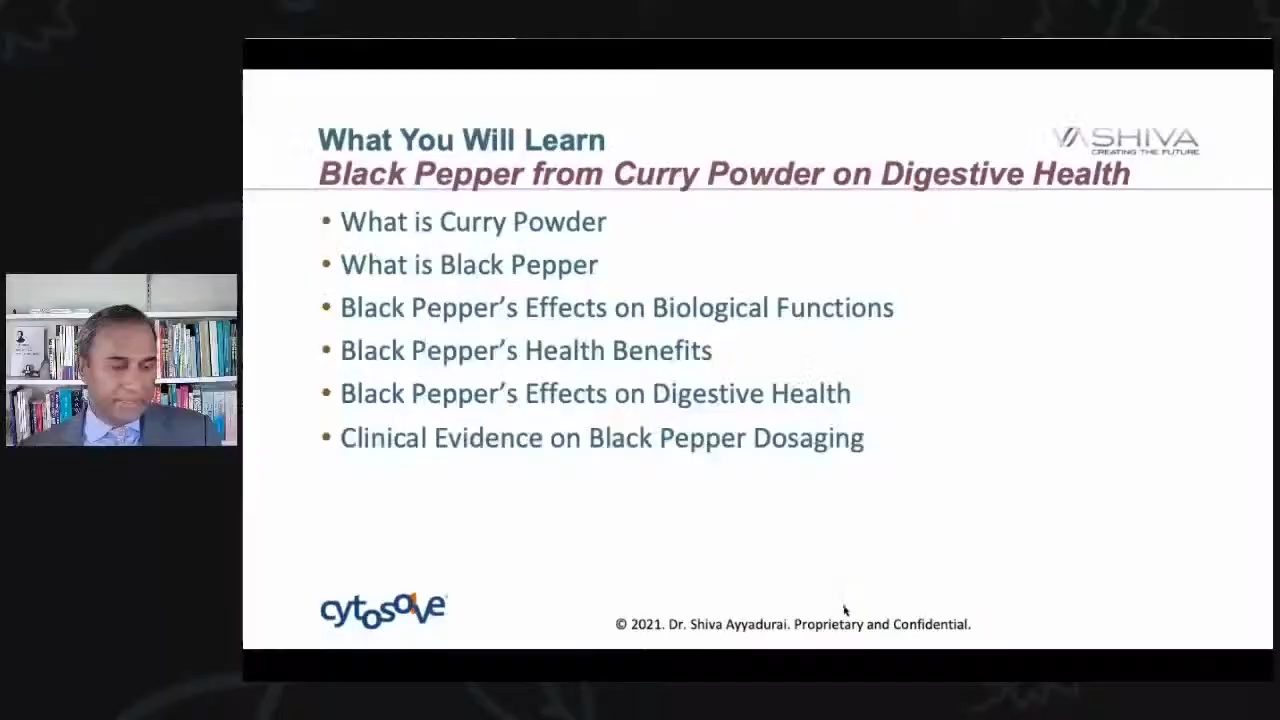 What You Will Learn
VA SHIVA
CREATING THE FUTURE
Black Pepper from Curry Powder on Digestive Health
• What is Curry Powder
• What is Black Pepper
• Black Pepper’s Effects on Biological Functions
• Black Pepper’s Health Benefits
• Black Pepper’s Effects on Digestive Health
• Clinical Evidence on Black Pepper Dosaging
cytosolve
© 2021. Dr. Shiva Ayyadurai. Proprietary and Confidential.